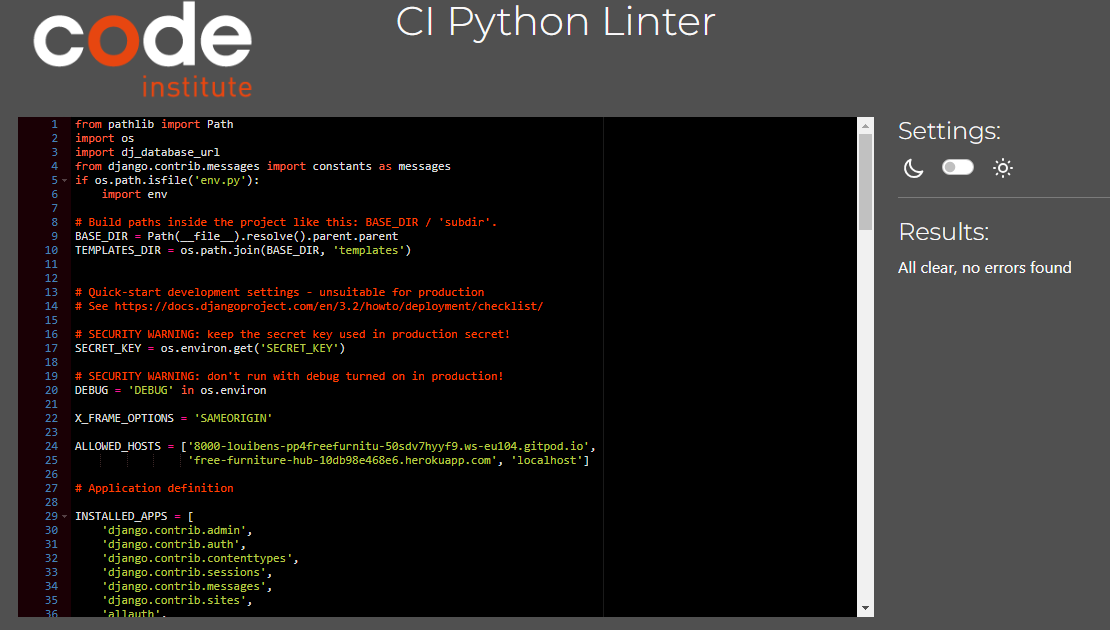 code
institute
CI Python Linter
1 from pathlib import Path
2 import os
3 import dj_database_url
4 from django.contrib.messages import constants as messages
5 if os.path.isfile('env.py'):
6     import env
7
8 # Build paths inside the project like this: BASE_DIR / 'subdir'.
9 BASE_DIR = Path(__file__).resolve().parent.parent
10 TEMPLATES_DIR = os.path.join(BASE_DIR, 'templates')
11
12
13 # Quick-start development settings - unsuitable for production
14 # See https://docs.djangoproject.com/en/3.2/howto/deployment/checklist/
15
16 # SECURITY WARNING: keep the secret key used in production secret!
17 SECRET_KEY = os.environ.get('SECRET_KEY')
18
19 # SECURITY WARNING: don't run with debug turned on in production!
20 DEBUG = 'DEBUG' in os.environ
21
22 X_FRAME_OPTIONS = 'SAMEORIGIN'
23
24 ALLOWED_HOSTS = ['8000-louibens-pp4freefurnitu-50sdv7hyyf9.ws-eu104.gitpod.io',
25                  'free-furniture-hub-10db98e468e6.herokuapp.com', 'localhost']
26
27 # Application definition
28
29 INSTALLED_APPS = [
30     'django.contrib.admin',
31     'django.contrib.auth',
32     'django.contrib.contenttypes',
33     'django.contrib.sessions',
34     'django.contrib.messages',
35     'django.contrib.sites',
36     'allauth',
Settings:
Results:
All clear, no errors found